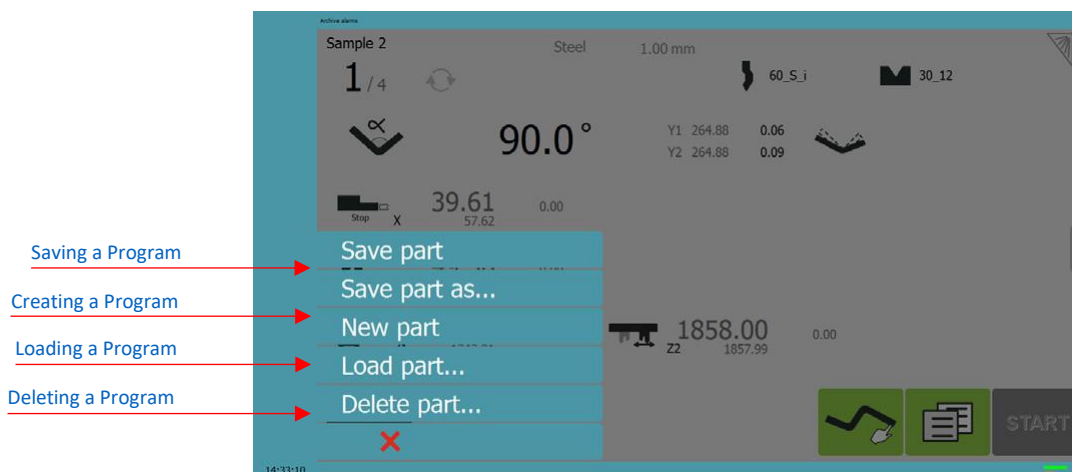 Archive alarms
Sample 2 Steel 1.00 mm
1 / 4 60_S_i 30_12
α 90.0 ° Y1 264.88 0.06
Y2 264.88 0.09
Stop X 39.61 0.00
57.62
Saving a Program
Creating a Program
Loading a Program
Deleting a Program
Save part
Save part as...
New part
Load part...
Delete part...
Z2 1858.00 0.00
1857.99
START
14:33:10